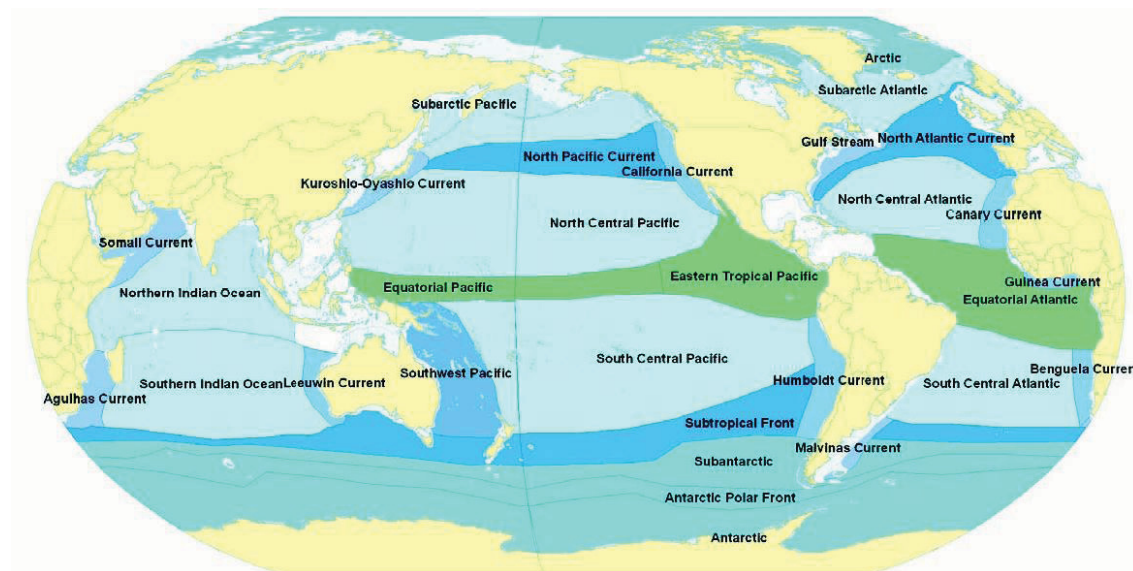 Arctic
Subarctic Atlantic
Subarctic Pacific
Gulf Stream
North Atlantic Current
North Pacific Current
California Current
Kuroshio-Oyashio Current
North Central Atlantic
Canary Current
North Central Pacific
Somali Current
Eastern Tropical Pacific
Guinea Current
Equatorial Pacific
Northern Indian Ocean
Equatorial Atlantic
South Central Pacific
Benguela Curren
Southwest Pacific
Humboldt Current
Southern Indian Ocean
Leeuwin Current
South Central Atlantic
Agulhas Current
Subtropical Front
Malvinas Current
Subantarctic
Antarctic Polar Front
Antarctic